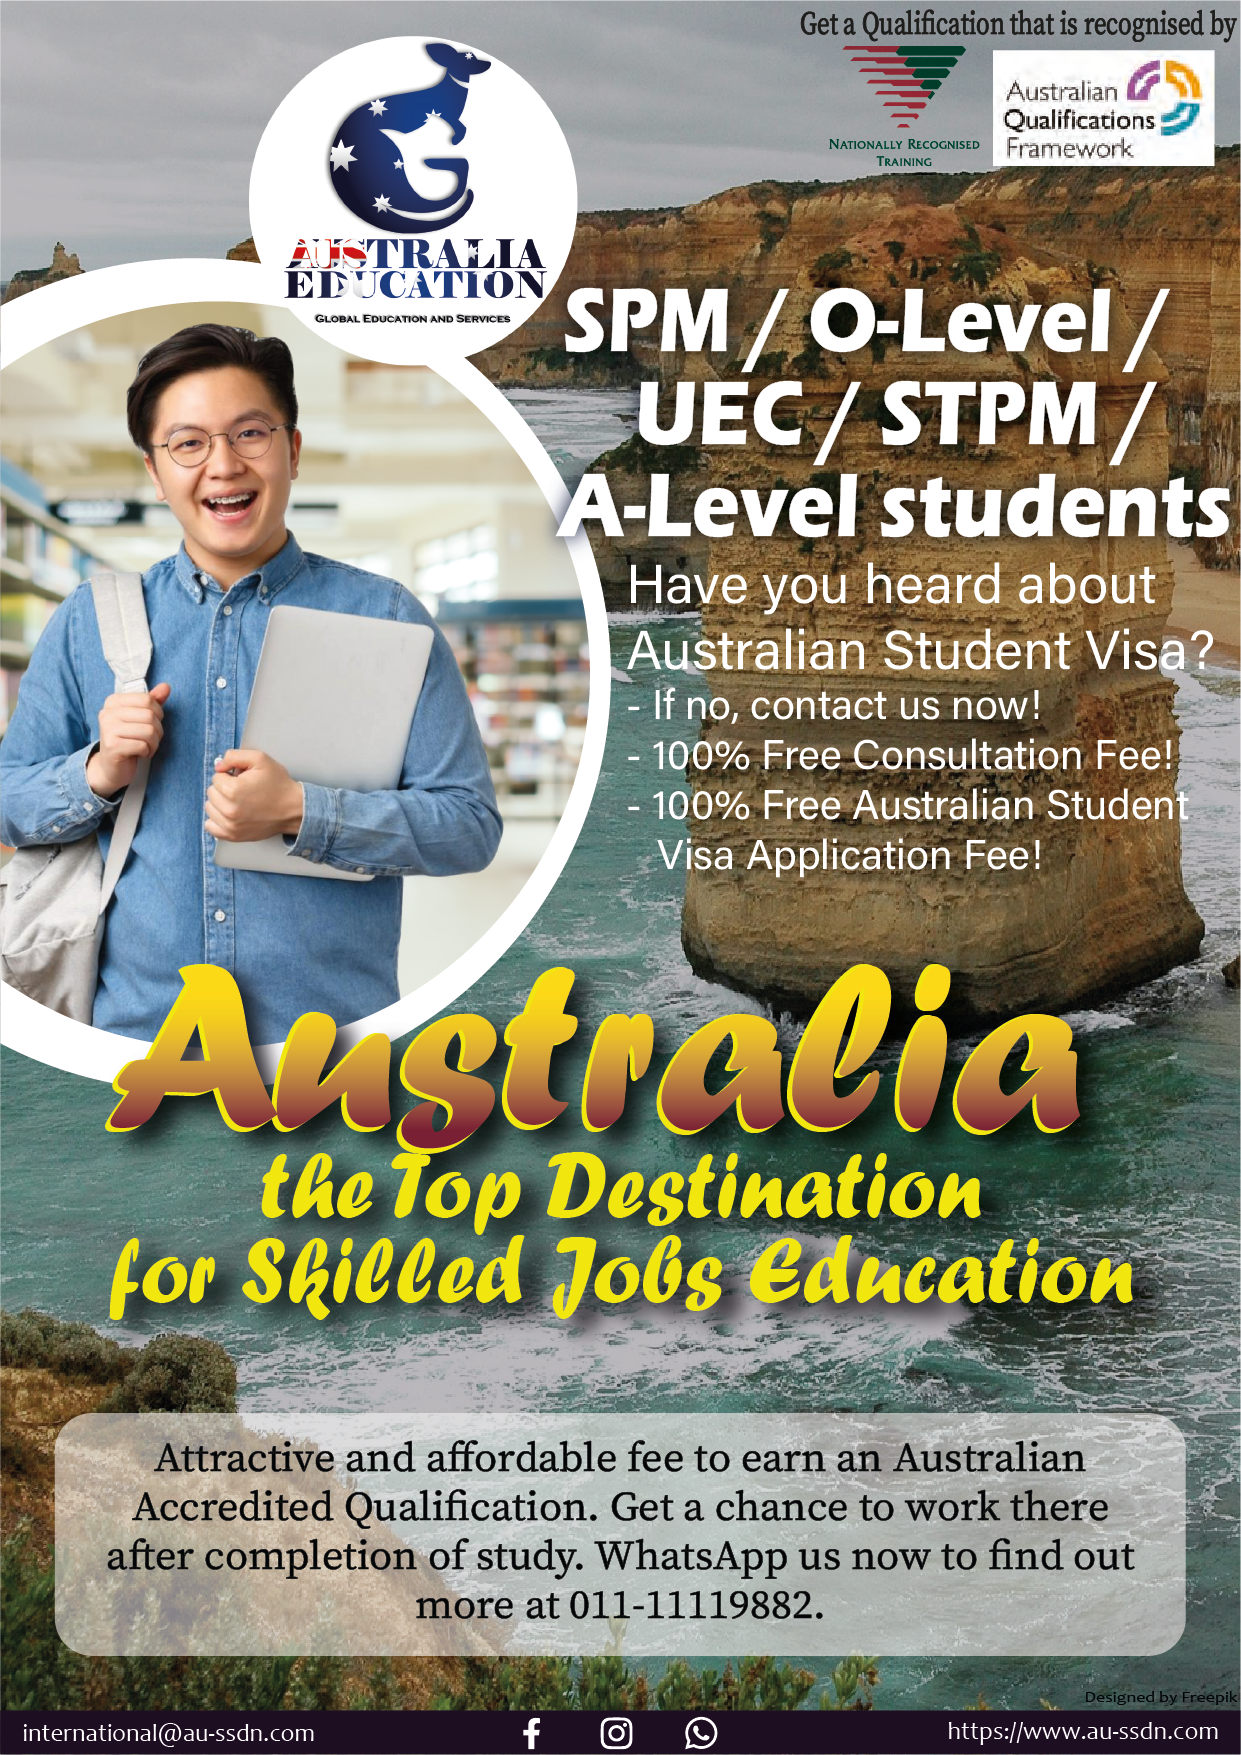 Get a Qualification that is recognised by
NATIONALLY RECOGNISED
TRAINING
Australian
Qualifications
Framework
AUSTRALIA
EDUCATION
GLOBAL EDUCATION AND SERVICES
SPM / O-Level /
UEC / STPM /
A-Level students
Have you heard about
Australian Student Visa?
- If no, contact us now!
- 100% Free Consultation Fee!
- 100% Free Australian Student
Visa Application Fee!
Australia
the Top Destination
for Skilled Jobs Education
Attractive and affordable fee to earn an Australian
Accredited Qualification. Get a chance to work there
after completion of study. WhatsApp us now to find out
more at 011-11119882.
Designed by Freepik
international@au-ssdn.com
https://www.au-ssdn.com